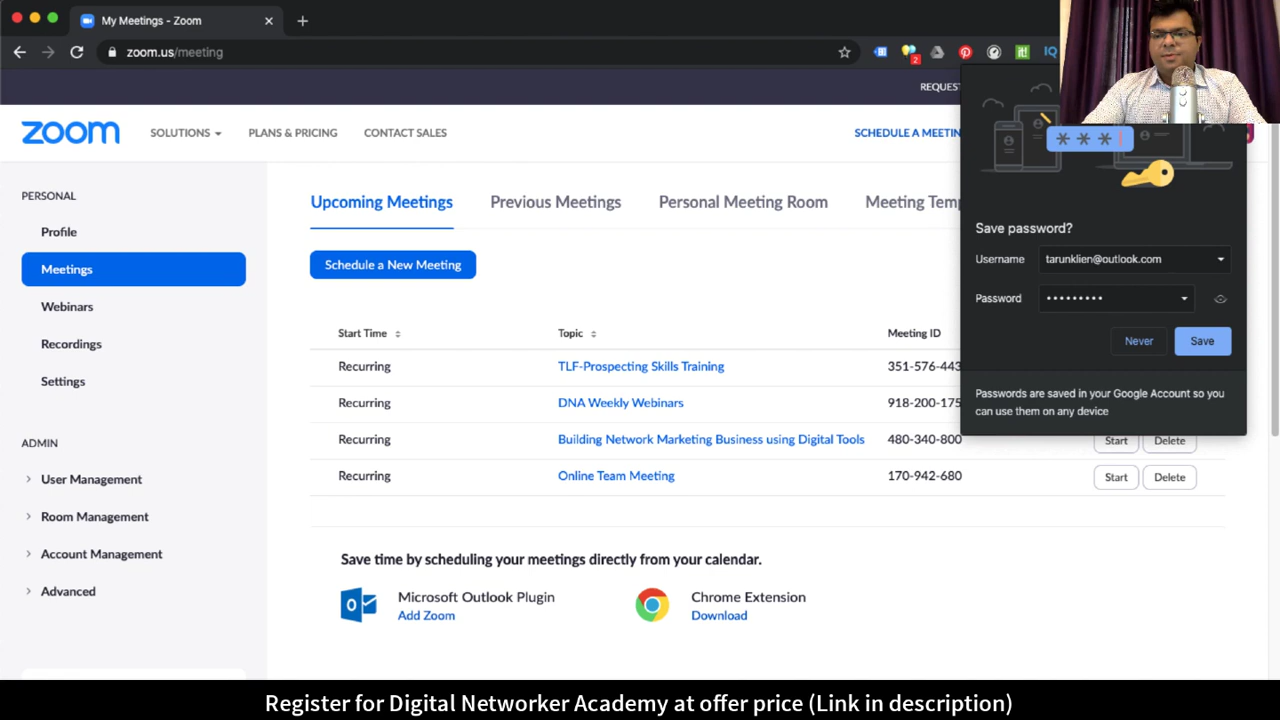 My Meetings - Zoom
zoom.us/meeting
2
it!
IQ
REQUEST
zoom
SOLUTIONS
PLANS & PRICING
CONTACT SALES
SCHEDULE A MEETIN
PERSONAL
Profile
Meetings
Webinars
Recordings
Settings
ADMIN
User Management
Room Management
Account Management
Advanced
Upcoming Meetings
Previous Meetings
Personal Meeting Room
Meeting Temp
Schedule a New Meeting
Start Time
Topic
Meeting ID
Recurring
TLF-Prospecting Skills Training
351-576-443
Recurring
DNA Weekly Webinars
918-200-175
Recurring
Building Network Marketing Business using Digital Tools
480-340-800
Start
Delete
Recurring
Online Team Meeting
170-942-680
Start
Delete
Save time by scheduling your meetings directly from your calendar.
Microsoft Outlook Plugin
Add Zoom
Chrome Extension
Download
* * *
Save password?
Username
tarunklien@outlook.com
Password
•••••••••
Never
Save
Passwords are saved in your Google Account so you
can use them on any device
Register for Digital Networker Academy at offer price (Link in description)